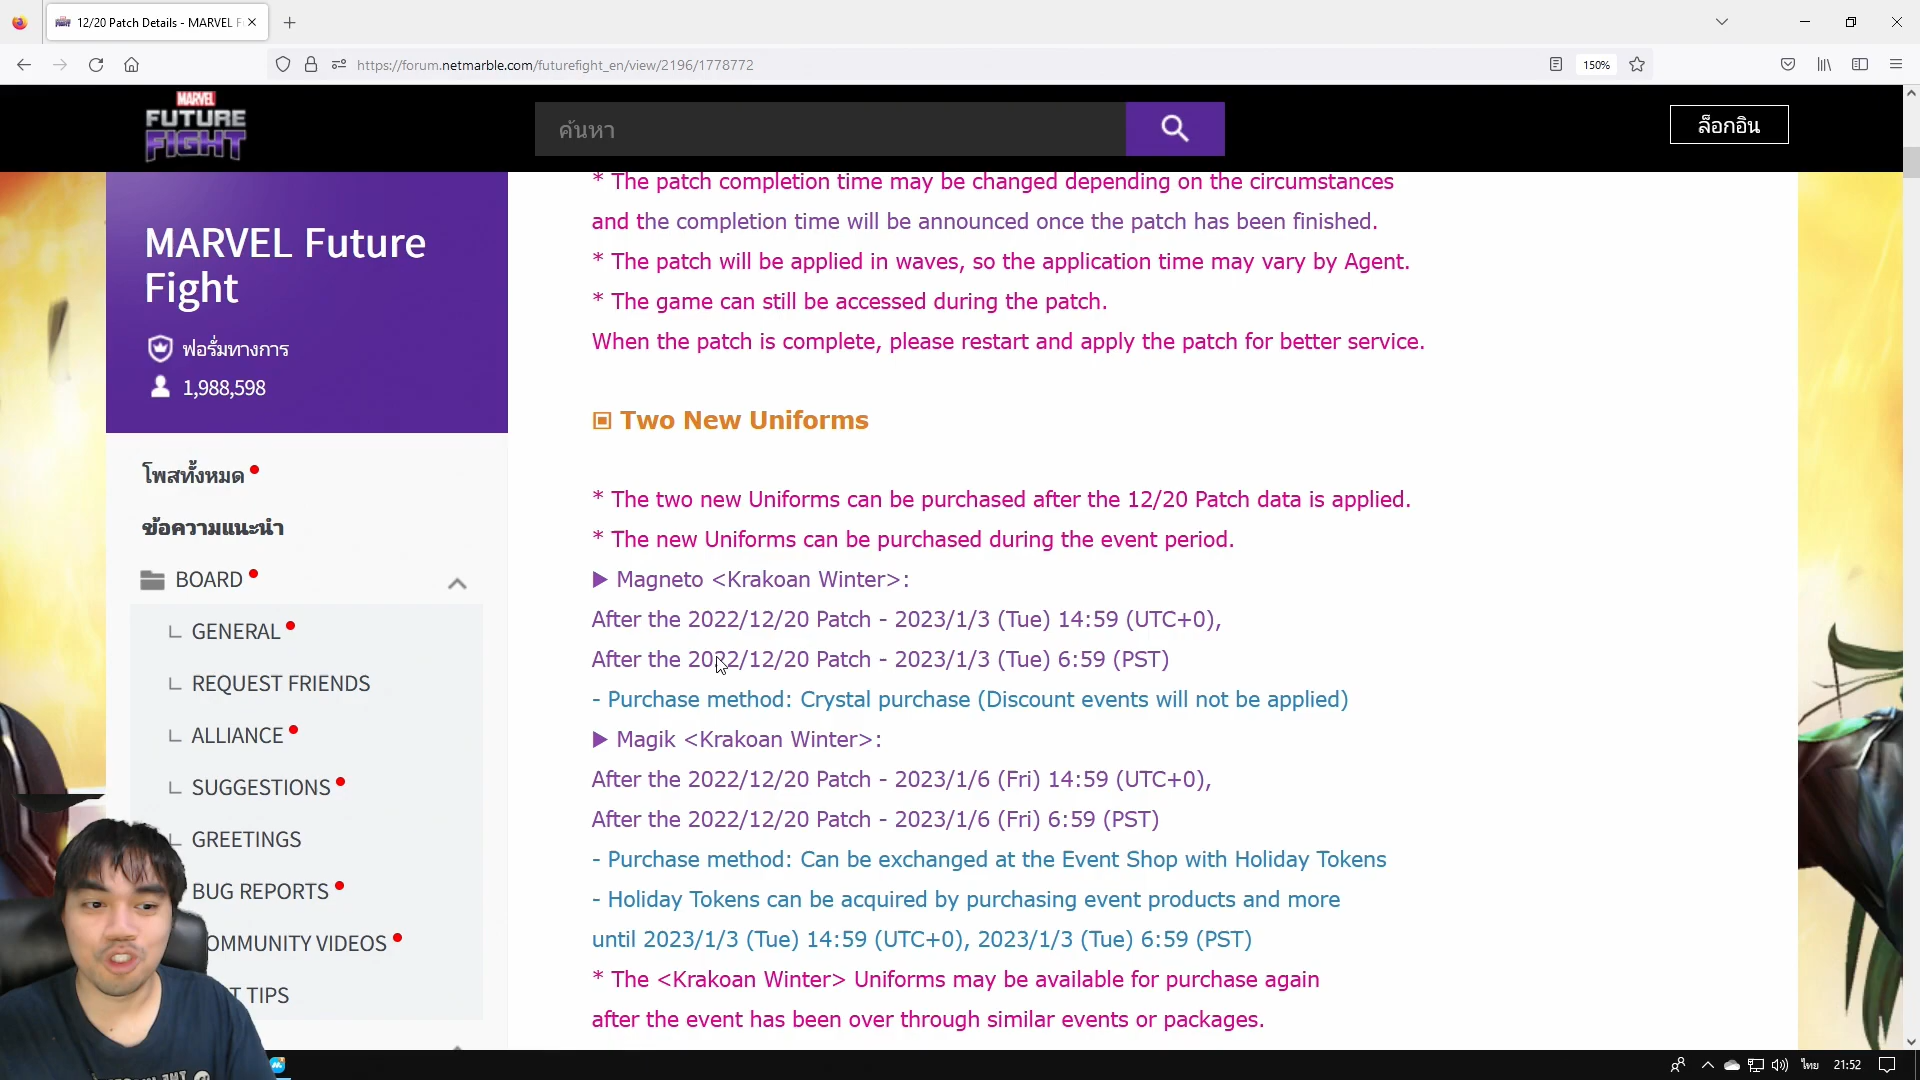 12/20 Patch Details - MARVEL F
https://forum.netmarble.com/futurefight_en/view/2196/1778772
150%
MARVEL
FUTURE
FIGHT
ค้นหา
ล็อกอิน
MARVEL Future
Fight
ฟอรั่มทางการ
1,988,598
โพสทั้งหมด
ข้อความแนะนำ
BOARD
GENERAL
REQUEST FRIENDS
ALLIANCE
SUGGESTIONS
GREETINGS
BUG REPORTS
OMMUNITY VIDEOS
T TIPS
* The patch completion time may be changed depending on the circumstances
and the completion time will be announced once the patch has been finished.
* The patch will be applied in waves, so the application time may vary by Agent.
* The game can still be accessed during the patch.
When the patch is complete, please restart and apply the patch for better service.
▣ Two New Uniforms
* The two new Uniforms can be purchased after the 12/20 Patch data is applied.
* The new Uniforms can be purchased during the event period.
▶ Magneto <Krakoan Winter>:
After the 2022/12/20 Patch - 2023/1/3 (Tue) 14:59 (UTC+0),
After the 2022/12/20 Patch - 2023/1/3 (Tue) 6:59 (PST)
- Purchase method: Crystal purchase (Discount events will not be applied)
▶ Magik <Krakoan Winter>:
After the 2022/12/20 Patch - 2023/1/6 (Fri) 14:59 (UTC+0),
After the 2022/12/20 Patch - 2023/1/6 (Fri) 6:59 (PST)
- Purchase method: Can be exchanged at the Event Shop with Holiday Tokens
- Holiday Tokens can be acquired by purchasing event products and more
until 2023/1/3 (Tue) 14:59 (UTC+0), 2023/1/3 (Tue) 6:59 (PST)
* The <Krakoan Winter> Uniforms may be available for purchase again
after the event has been over through similar events or packages.
ไทย
21:52